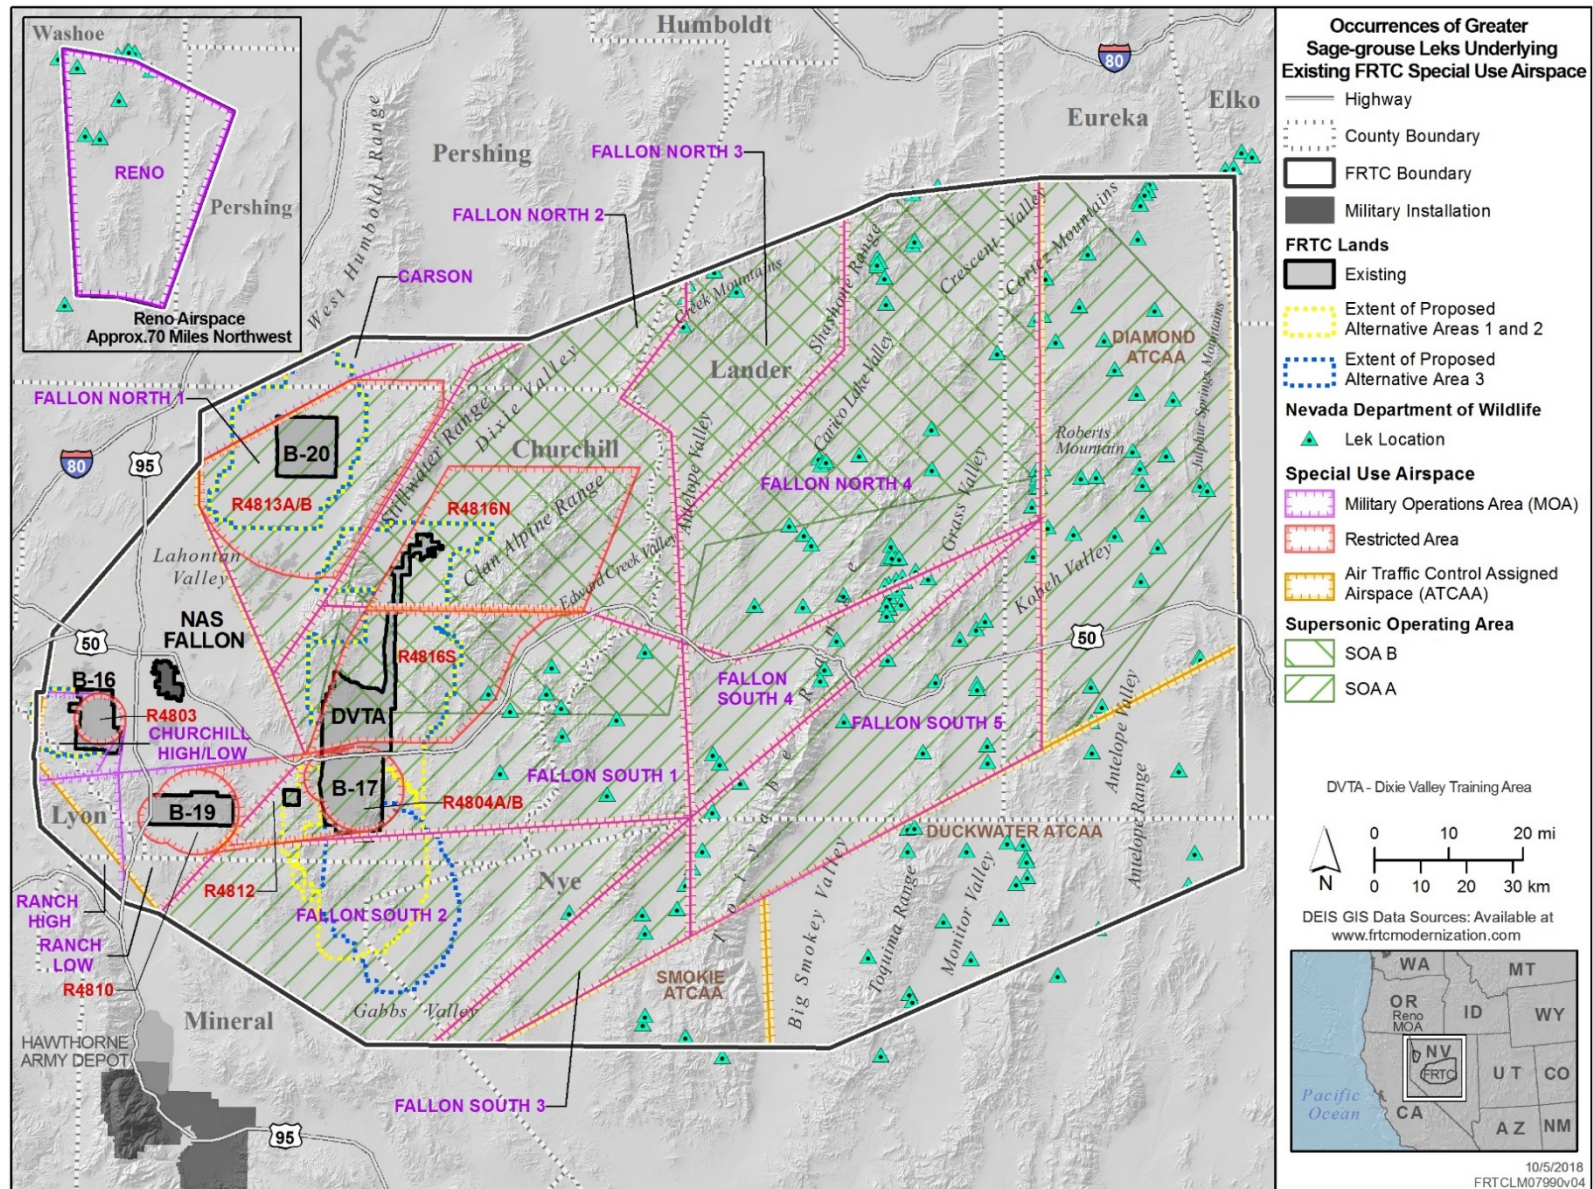 Washoe
RENO
Pershing
Reno Airspace
Approx.70 Miles Northwest
Humboldt
80
Elko
Eureka
Pershing
West Humboldt Range
FALLON NORTH 3
FALLON NORTH 2
CARSON
FALLON NORTH 1
Creek Mountains
Shoshone Range
Crescent Valley
Cortez Mountains
DIAMOND
ATCAA
Lander
Carico Lake Valley
Sulphur Springs Mountains
Dixie Valley
Stillwater Range
Churchill
80
95
B-20
R4813A/B
R4816N
Clan Alpine Range
Edward Creek Valley
Antelope Valley
FALLON NORTH 4
Grass Valley
Roberts
Mountain
Kobeh Valley
Lahontan
Valley
NAS
FALLON
50
50
B-16
R4803
CHURCHILL
HIGH/LOW
R4816S
DVTA
FALLON
SOUTH 4
Toiyabe Range
FALLON SOUTH 5
Antelope Valley
Antelope Range
FALLON SOUTH 1
B-17
R4804A/B
B-19
Lyon
DUCKWATER ATCAA
R4812
Nye
FALLON SOUTH 2
RANCH
HIGH
RANCH
LOW
R4810
SMOKIE
ATCAA
Big Smokey Valley
Toquima Range
Monitor Valley
Gabbs Valley
Mineral
HAWTHORNE
ARMY DEPOT
FALLON SOUTH 3
95
Occurrences of Greater
Sage-grouse Leks Underlying
Existing FRTC Special Use Airspace
Highway
County Boundary
FRTC Boundary
Military Installation
FRTC Lands
Existing
Extent of Proposed
Alternative Areas 1 and 2
Extent of Proposed
Alternative Area 3
Nevada Department of Wildlife
Lek Location
Special Use Airspace
Military Operations Area (MOA)
Restricted Area
Air Traffic Control Assigned
Airspace (ATCAA)
Supersonic Operating Area
SOA B
SOA A
DVTA - Dixie Valley Training Area
0 10 20 mi
0 10 20 30 km
N
DEIS GIS Data Sources: Available at
www.frtcmodernization.com
WA
MT
OR
Reno
MOA
ID
WY
NV
FRTC
UT
CO
Pacific
Ocean
CA
AZ
NM
10/5/2018
FRTCLM07990v04